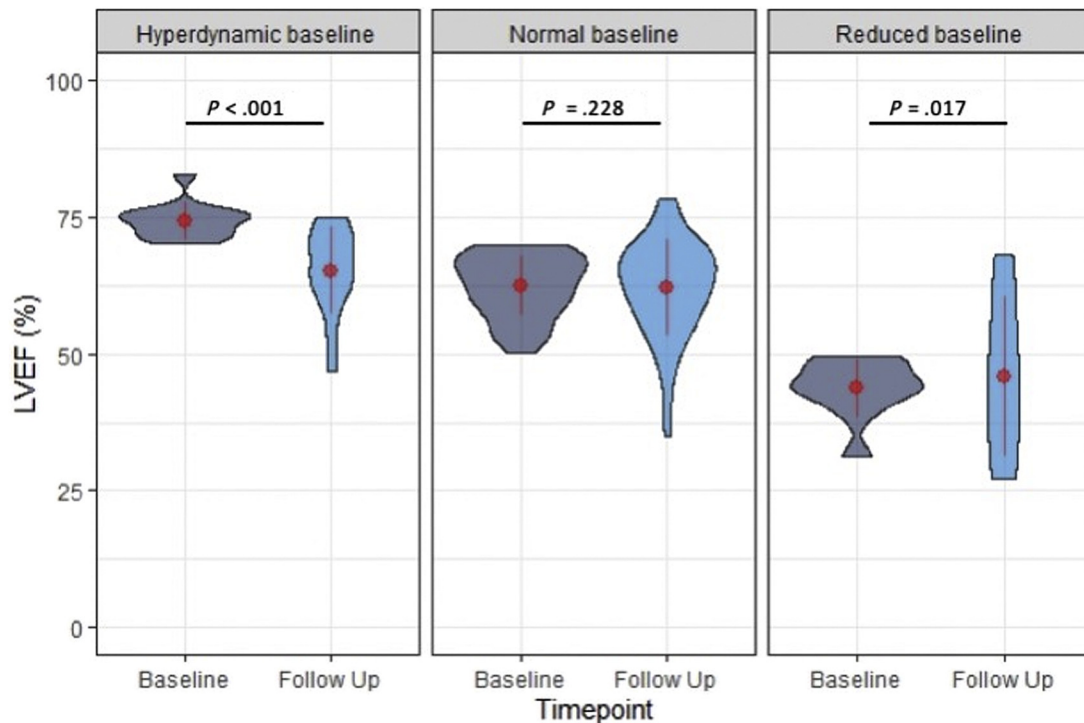 Hyperdynamic baseline Normal baseline Reduced baseline
100
P < .001 P = .228 P = .017
75
50
25
0
LVEF (%)
Baseline Follow Up Baseline Follow Up Baseline Follow Up
Timepoint